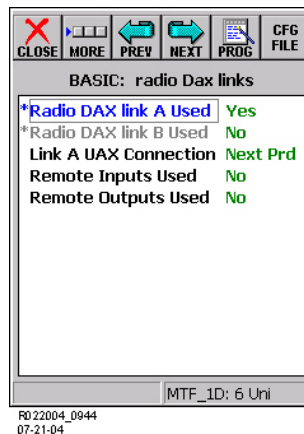 CLOSE MORE PREV NEXT PROG CFG FILE
BASIC: radio Dax links
*Radio DAX link A Used Yes
*Radio DAX link B Used No
Link A UAX Connection Next Prd
Remote Inputs Used No
Remote Outputs Used No
MTF_1D: 6 Uni
R022004_0944
07-21-04